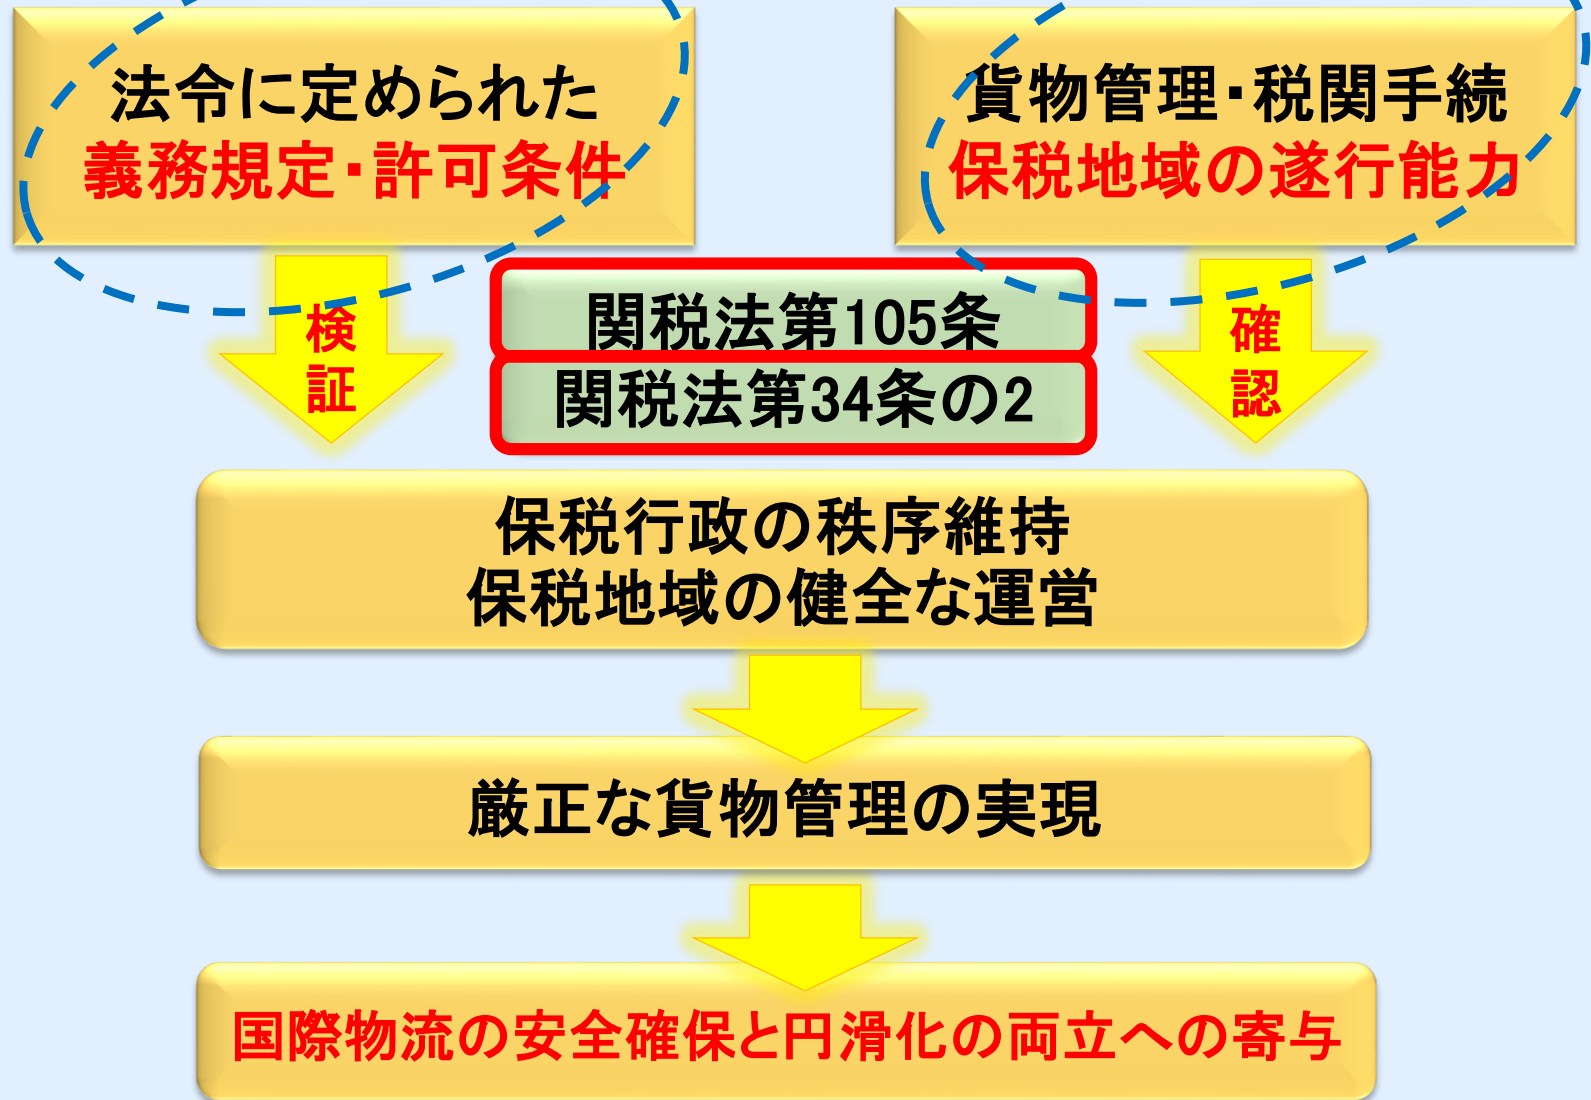 法令に定められた
義務規定・許可条件
貨物管理・税関手続
保税地域の遂行能力
検証
関税法第105条
関税法第34条の2
確認
保税行政の秩序維持
保税地域の健全な運営
厳正な貨物管理の実現
国際物流の安全確保と円滑化の両立への寄与